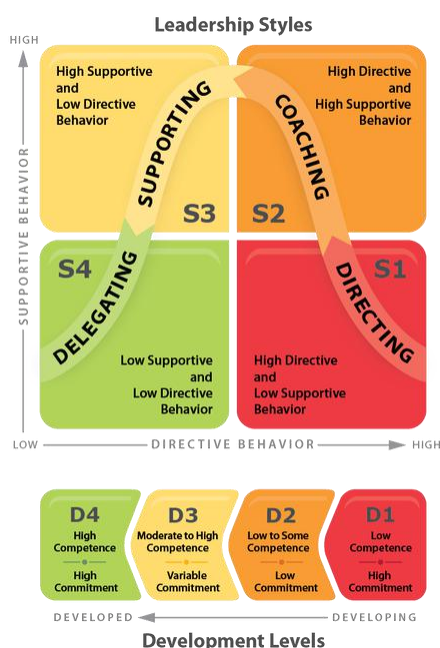 Leadership Styles
HIGH
SUPPORTIVE BEHAVIOR
High Supportive
and
Low Directive
Behavior
SUPPORTING
S3
High Directive
and
High Supportive
Behavior
COACHING
S2
S4
DELEGATING
Low Supportive
and
Low Directive
Behavior
S1
DIRECTING
High Directive
and
Low Supportive
Behavior
LOW
DIRECTIVE BEHAVIOR
HIGH
D4
High
Competence
High
Commitment
D3
Moderate to High
Competence
Variable
Commitment
D2
Low to Some
Competence
Low
Commitment
D1
Low
Competence
High
Commitment
DEVELOPED
DEVELOPING
Development Levels